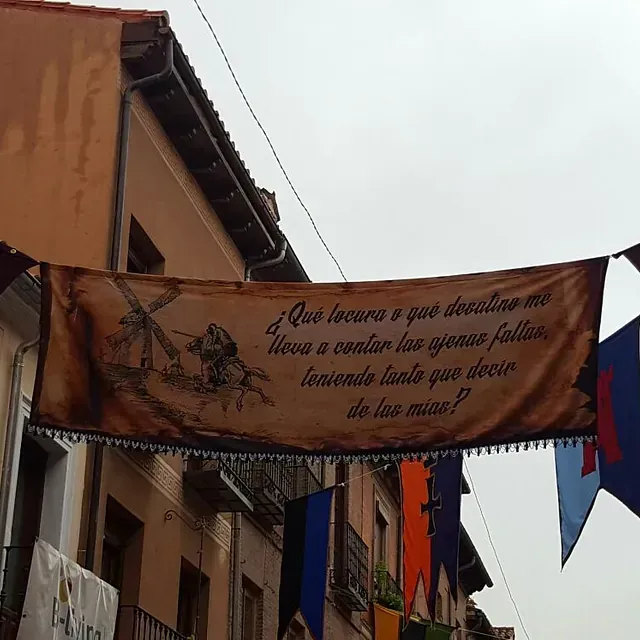 ¿Qué locura o qué desatino me
lleva a contar las ajenas faltas,
teniendo tanto que decir
de las mías?